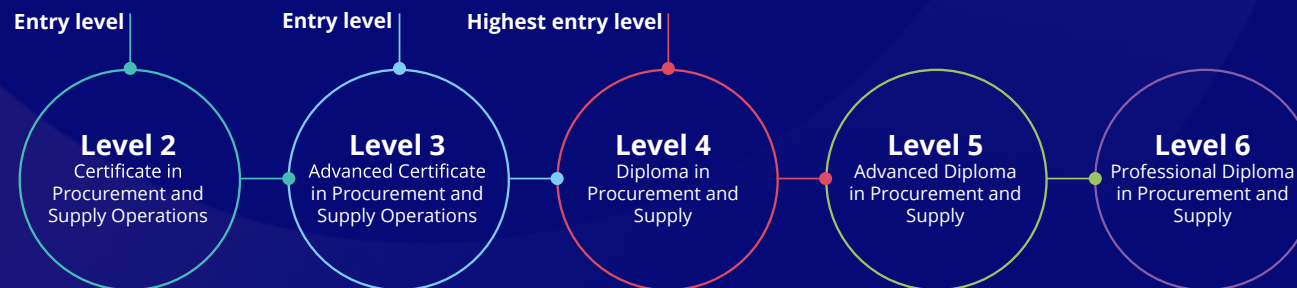 Entry level
Entry level
Highest entry level
Level 2
Certificate in
Procurement and
Supply Operations
Level 3
Advanced Certificate
in Procurement and
Supply Operations
Level 4
Diploma in
Procurement and
Supply
Level 5
Advanced Diploma
in Procurement and
Supply
Level 6
Professional Diploma
in Procurement and
Supply